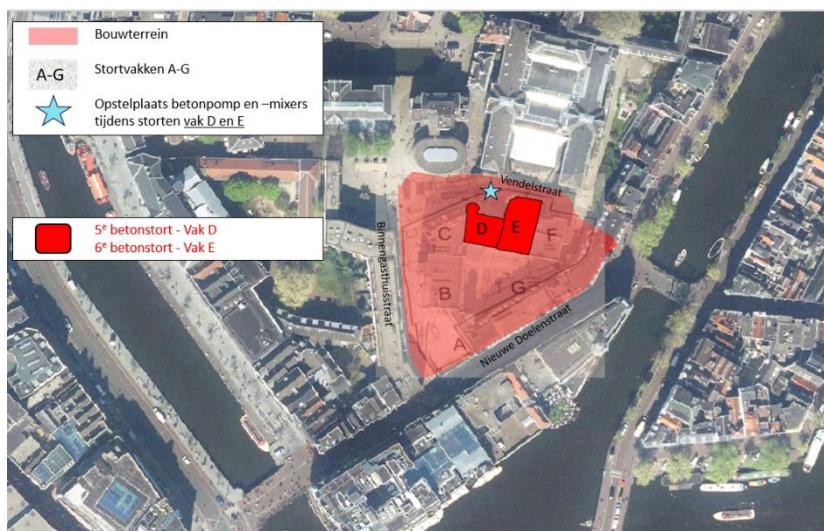 Bouwterrein
A-G Stortvakken A-G
Opstelplaats betonpomp en –mixers
tijdens storten vak D en E
5e betonstort - Vak D
6e betonstort - Vak E
Vendelstraat
Binnengasthuisstraat
C
D
E
F
B
G
A
Nieuwe Doelenstraat